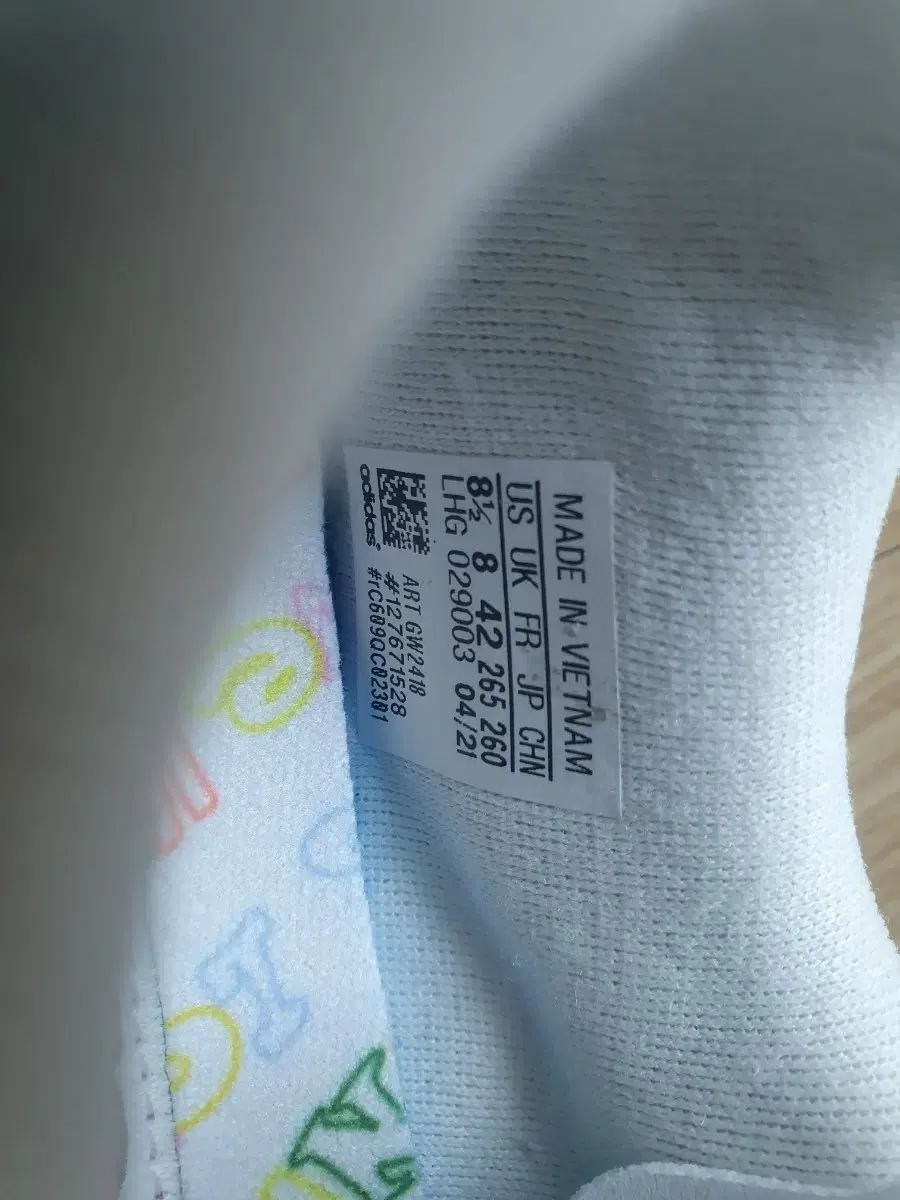 MADE IN VIETNAM
US UK FR JP CHN
8½ 8 42 265 260
LHG 029003 04/21
adidas
ART GW2418
#127671528
#rC609QC02301